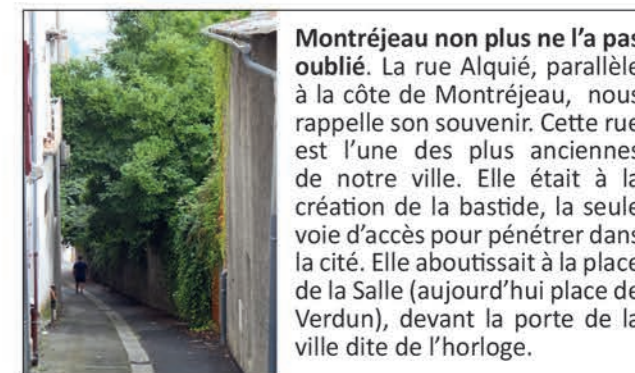 Montréjeau non plus ne l'a pas
oublié. La rue Alquié, parallèle
à la côte de Montréjeau, nous
rappelle son souvenir. Cette rue
est l'une des plus anciennes
de notre ville. Elle était à la
création de la bastide, la seule
voie d'accès pour pénétrer dans
la cité. Elle aboutissait à la place
de la Salle (aujourd'hui place de
Verdun), devant la porte de la
ville dite de l'horloge.